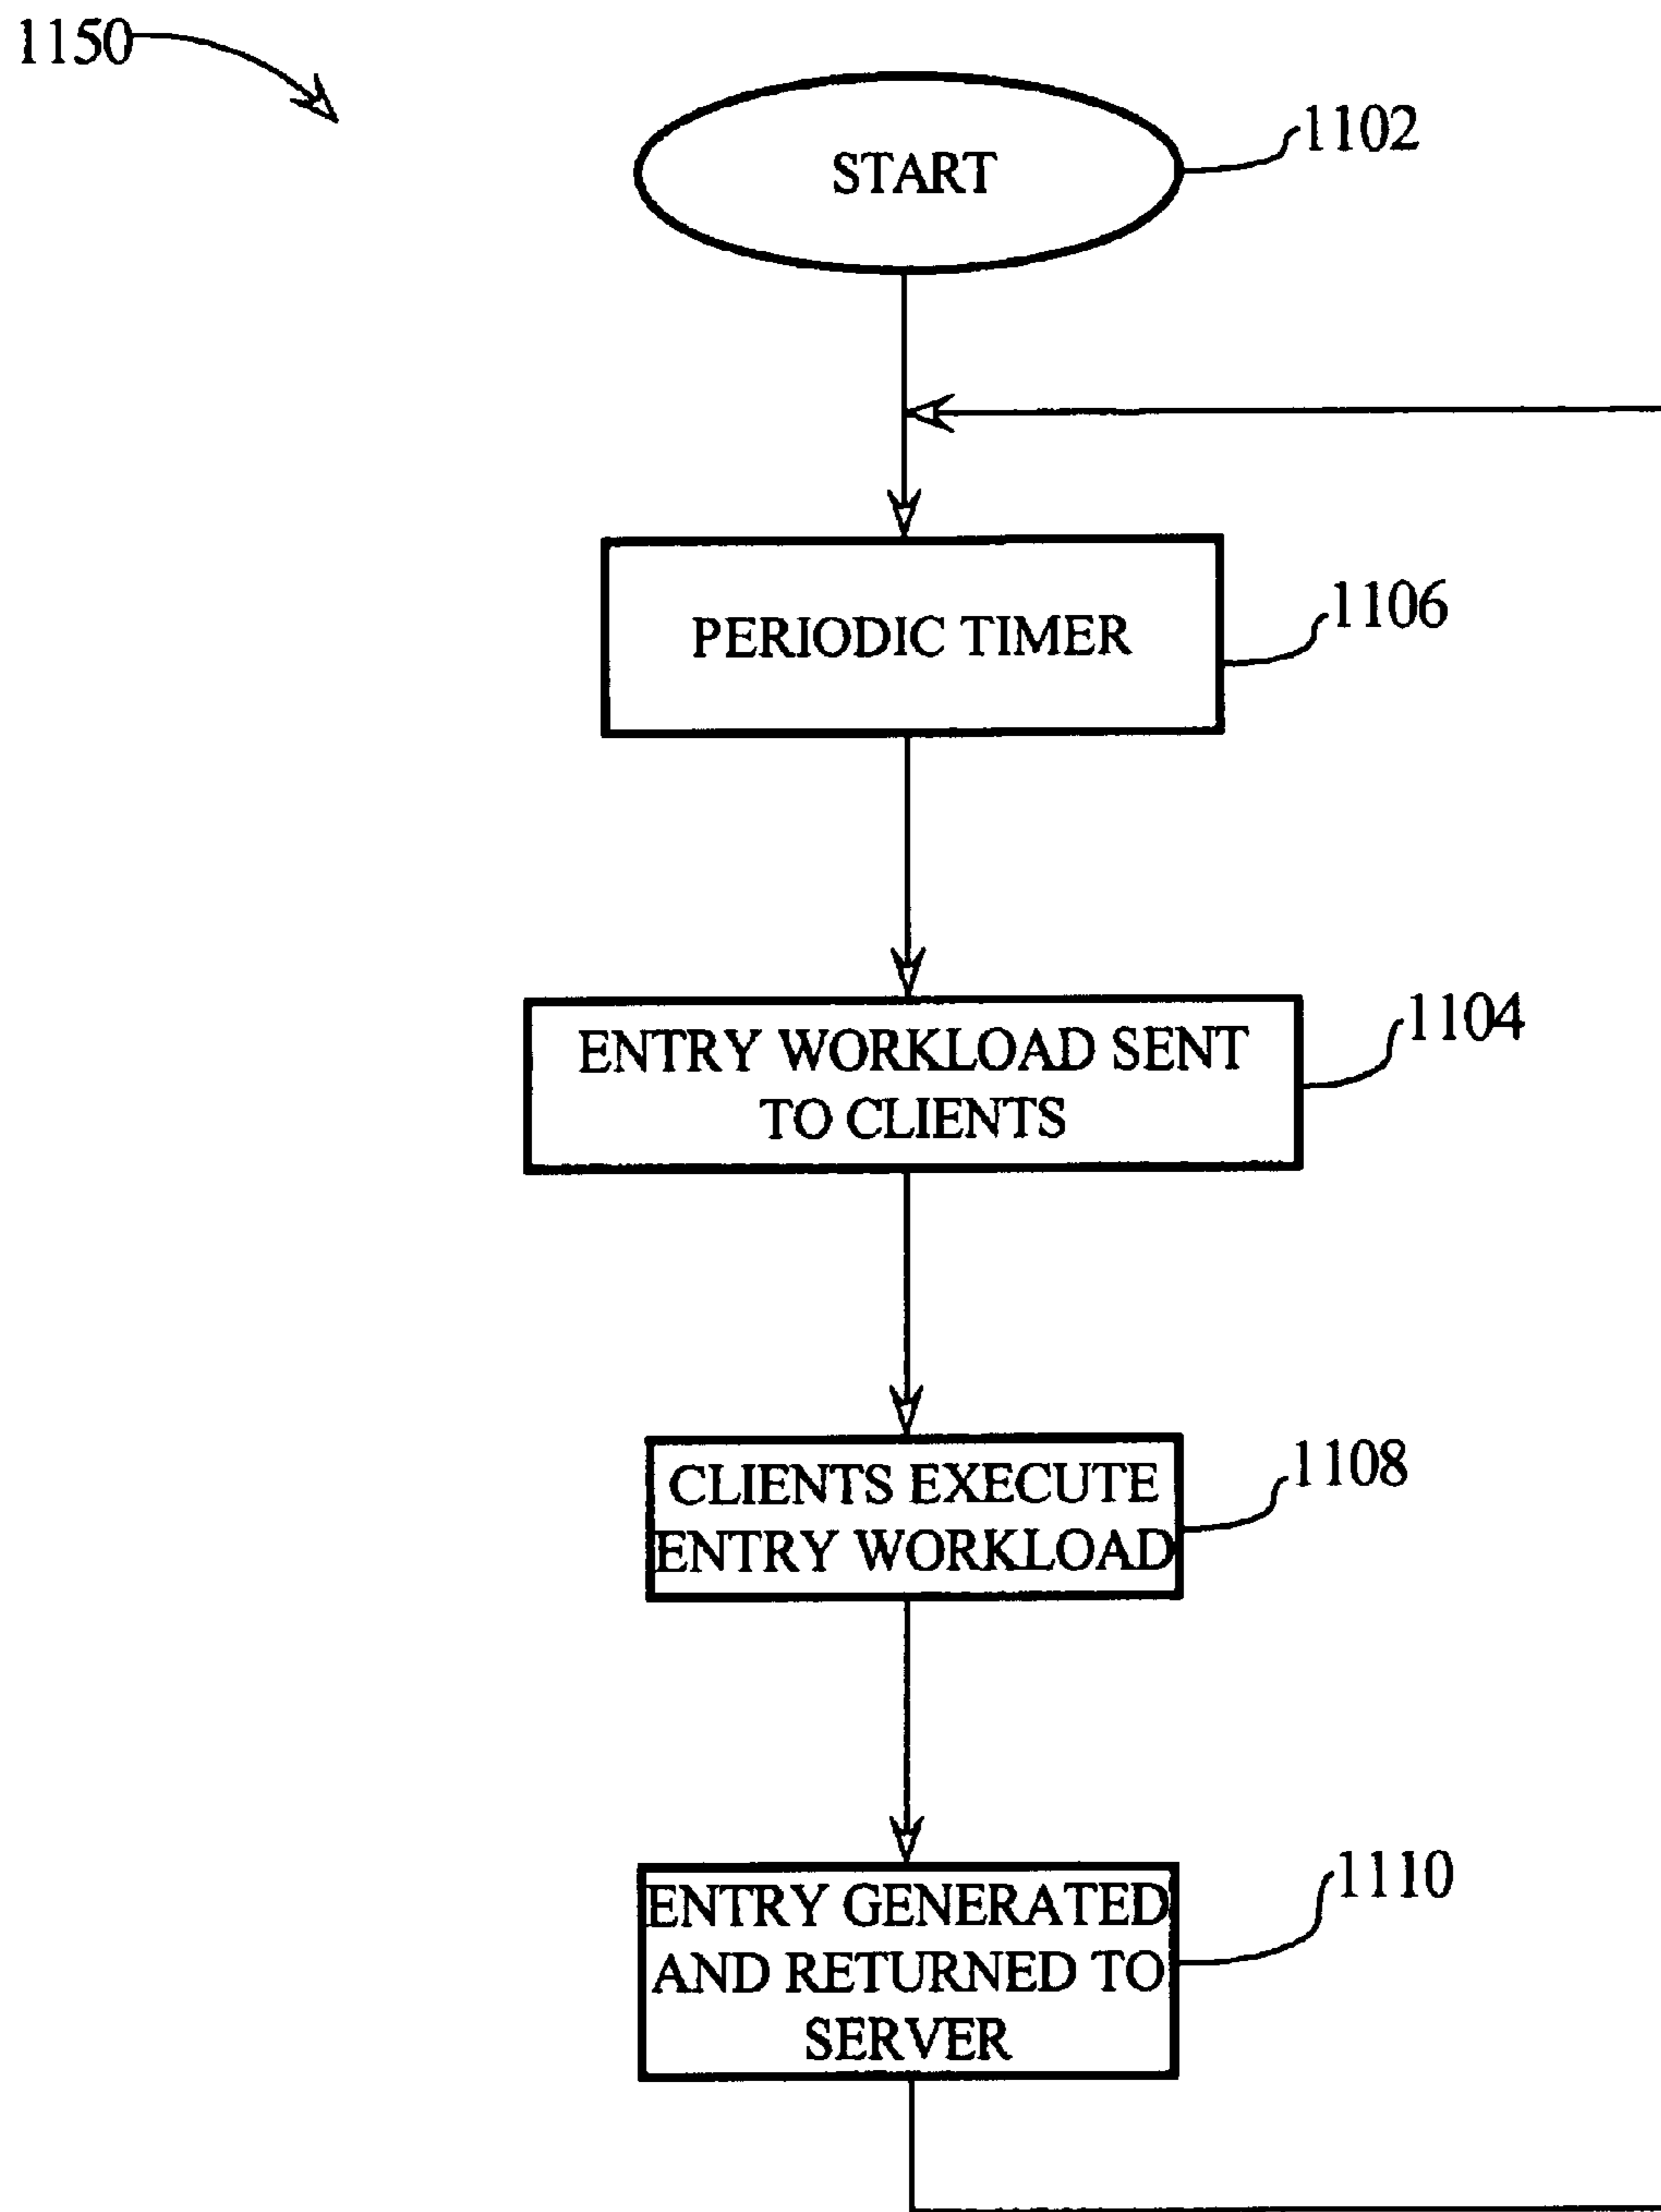 1150
START
1102
PERIODIC TIMER
1106
ENTRY WORKLOAD SENT
TO CLIENTS
1104
CLIENTS EXECUTE
ENTRY WORKLOAD
1108
ENTRY GENERATED
AND RETURNED TO
SERVER
1110